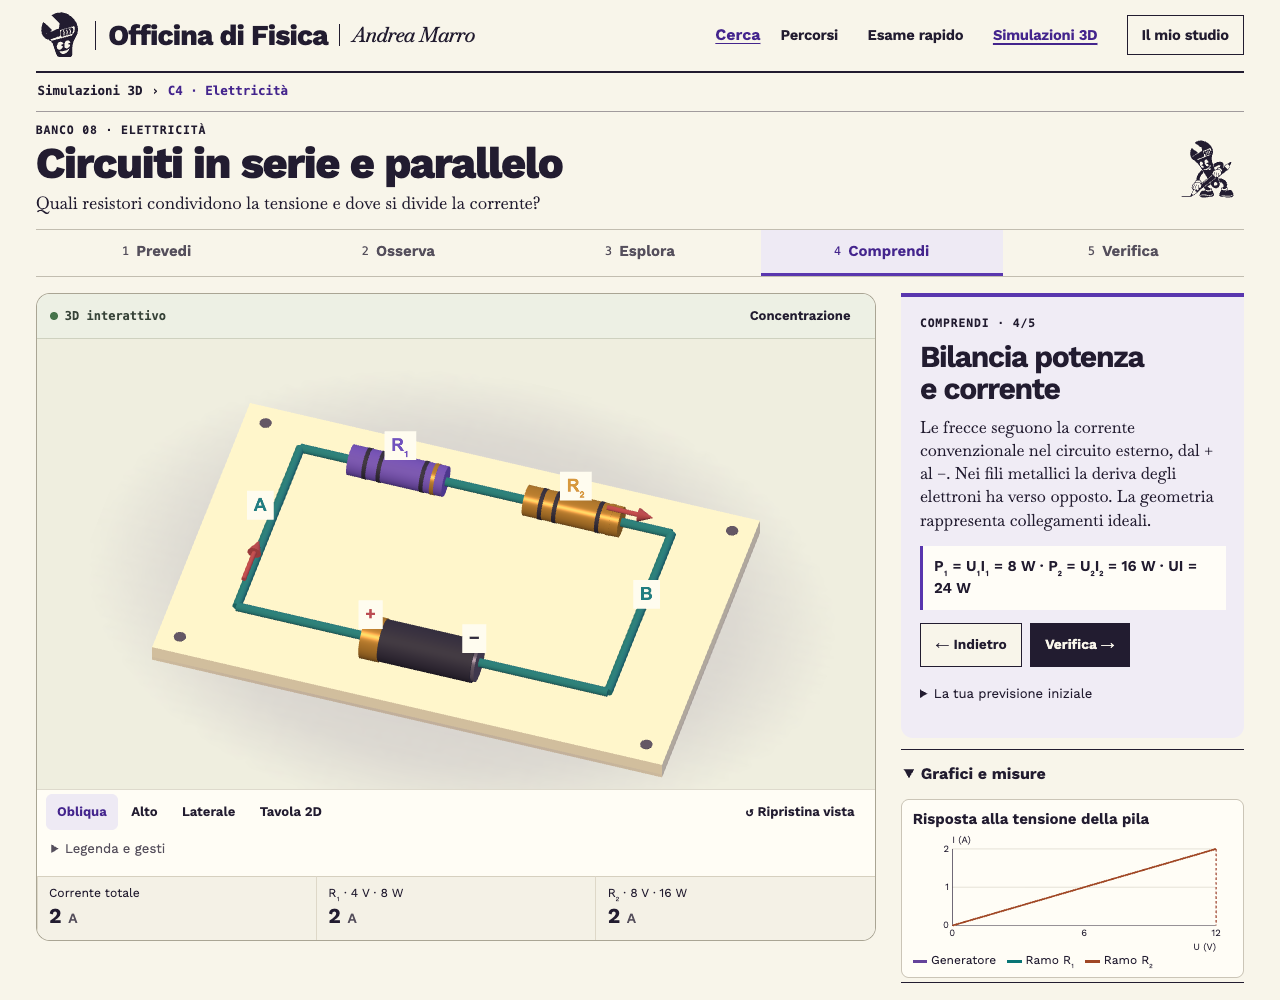 Officina di Fisica
Andrea Marro
Cerca Percorsi Esame rapido Simulazioni 3D Il mio studio
Simulazioni 3D › C4 · Elettricità
BANCO 08 · ELETTRICITÀ
Circuiti in serie e parallelo
Quali resistori condividono la tensione e dove si divide la corrente?
1 Prevedi 2 Osserva 3 Esplora 4 Comprendi 5 Verifica
3D interattivo Concentrazione
R₁
R₂
A
B
+
−
Obliqua Alto Laterale Tavola 2D ↺ Ripristina vista
▶ Legenda e gesti
Corrente totale
2 A
R₁ · 4 V · 8 W
2 A
R₂ · 8 V · 16 W
2 A
COMPRENDI · 4/5
Bilancia potenza
e corrente
Le frecce seguono la corrente
convenzionale nel circuito esterno, dal +
al −. Nei fili metallici la deriva degli
elettroni ha verso opposto. La geometria
rappresenta collegamenti ideali.
P₁ = U₁I₁ = 8 W · P₂ = U₂I₂ = 16 W · UI =
24 W
← Indietro Verifica →
▶ La tua previsione iniziale
▼ Grafici e misure
Risposta alla tensione della pila
I (A)
2
1
0
0 6 12
U (V)
Generatore Ramo R₁ Ramo R₂